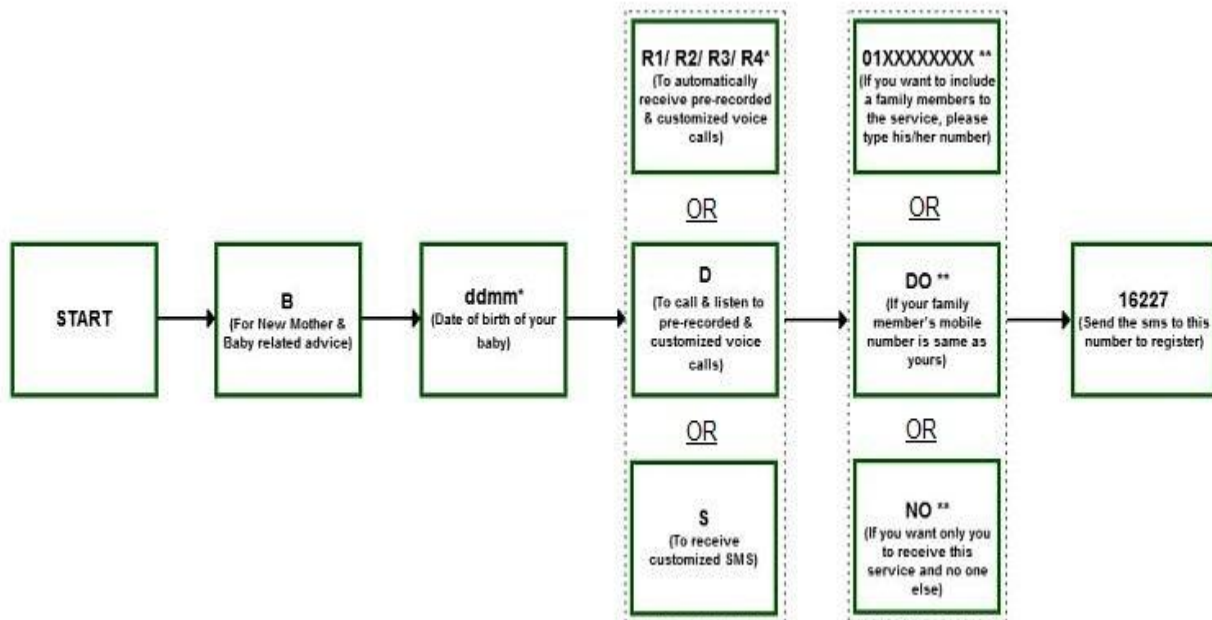 START
B
(For New Mother &
Baby related advice)
ddmm*
(Date of birth of your
baby)
R1/ R2/ R3/ R4*
(To automatically
receive pre-recorded
& customized voice
calls)
OR
D
(To call & listen to
pre-recorded &
customized voice
calls)
OR
S
(To receive
customized SMS)
01XXXXXXXX **
(If you want to include
a family members to
the service, please
type his/her number)
OR
DO **
(If your family
member's mobile
number is same as
yours)
OR
NO **
(If you want only you
to receive this
service and no one
else)
16227
(Send the sms to this
number to register)